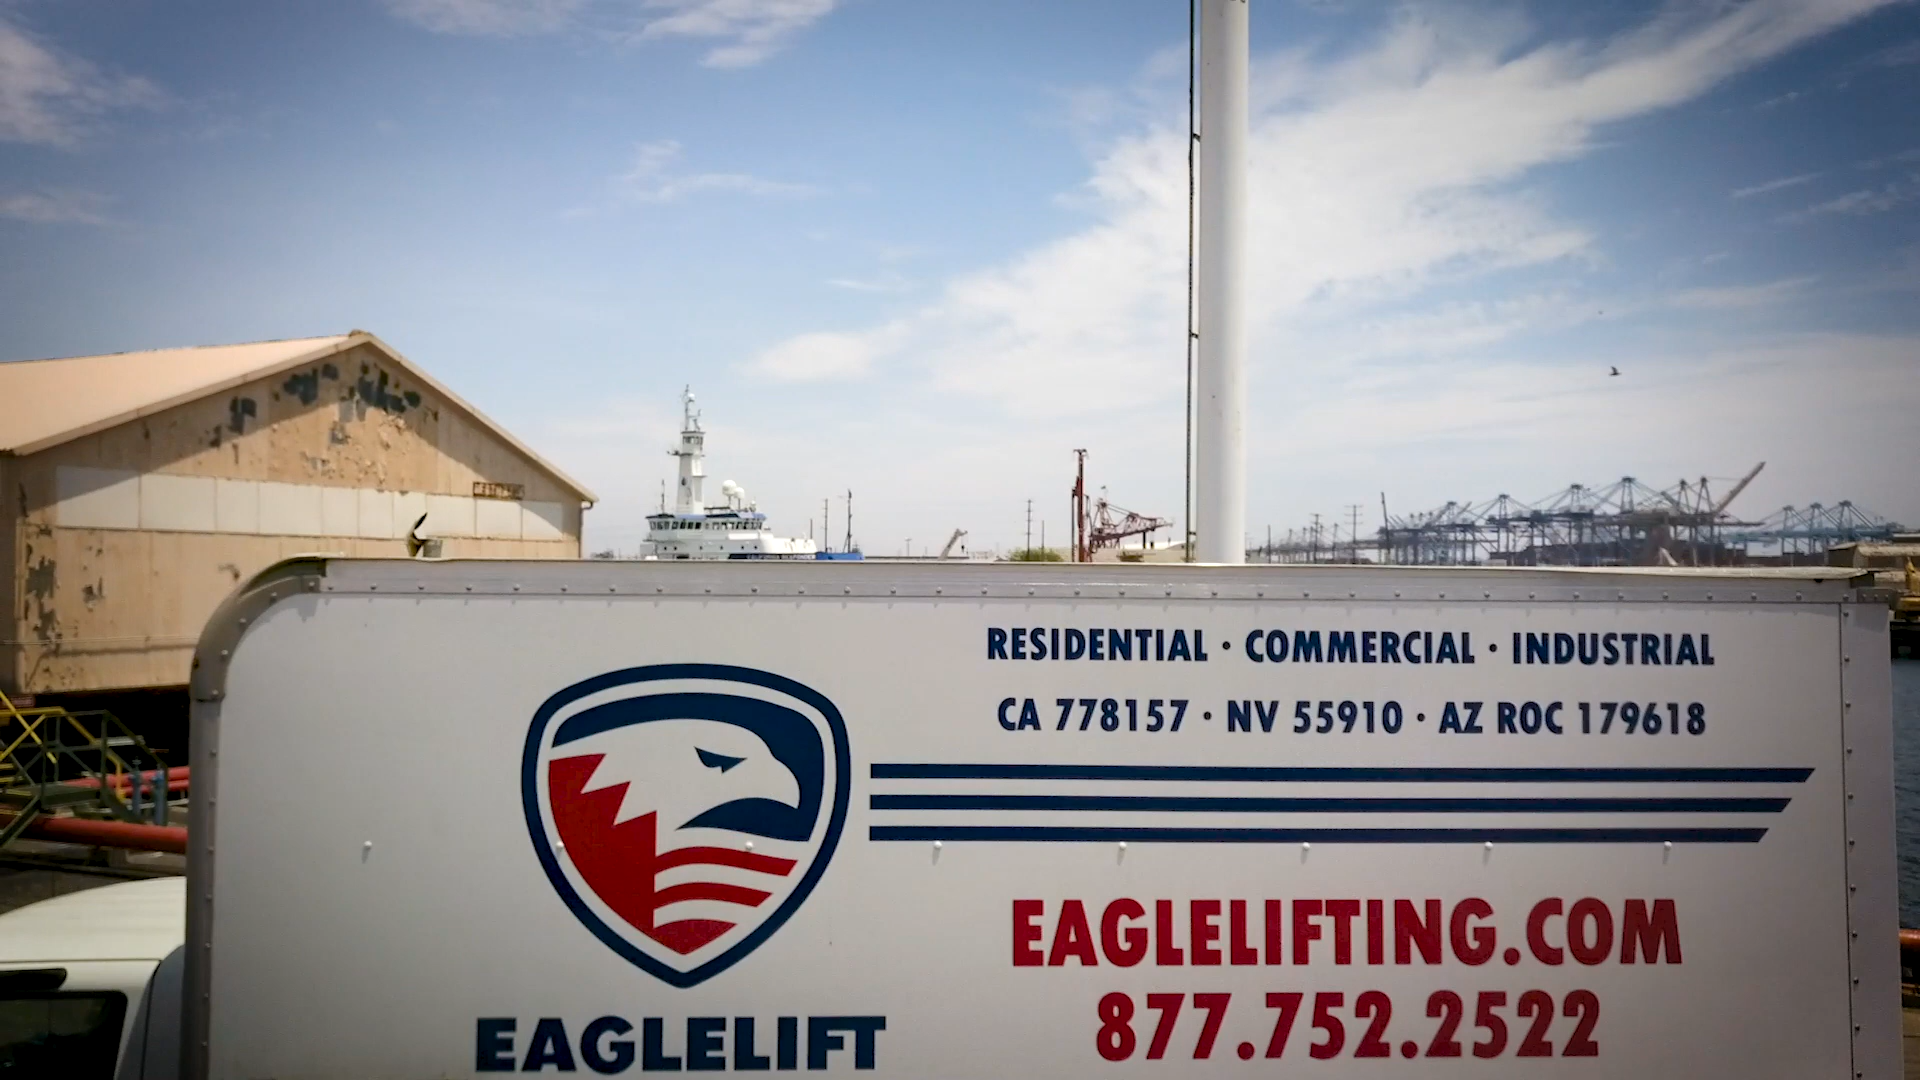 RESIDENTIAL · COMMERCIAL · INDUSTRIAL
CA 778157 · NV 55910 · AZ ROC 179618
EAGLELIFTING.COM
877.752.2522
EAGLELIFT